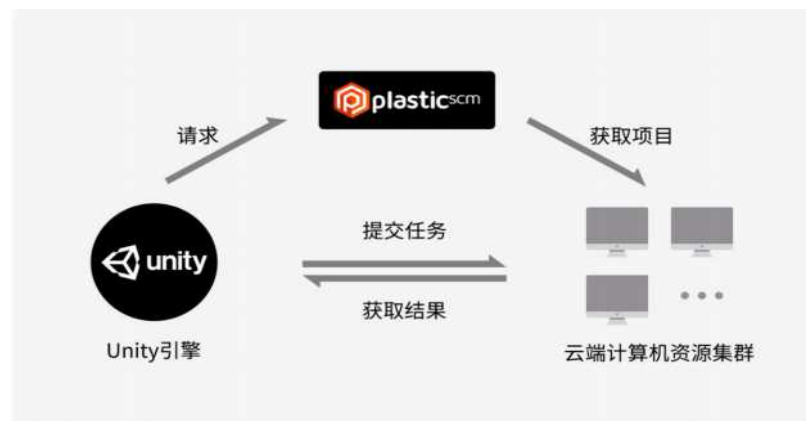 plasticscm
请求
获取项目
提交任务
unity
获取结果
Unity引擎
云端计算机资源集群